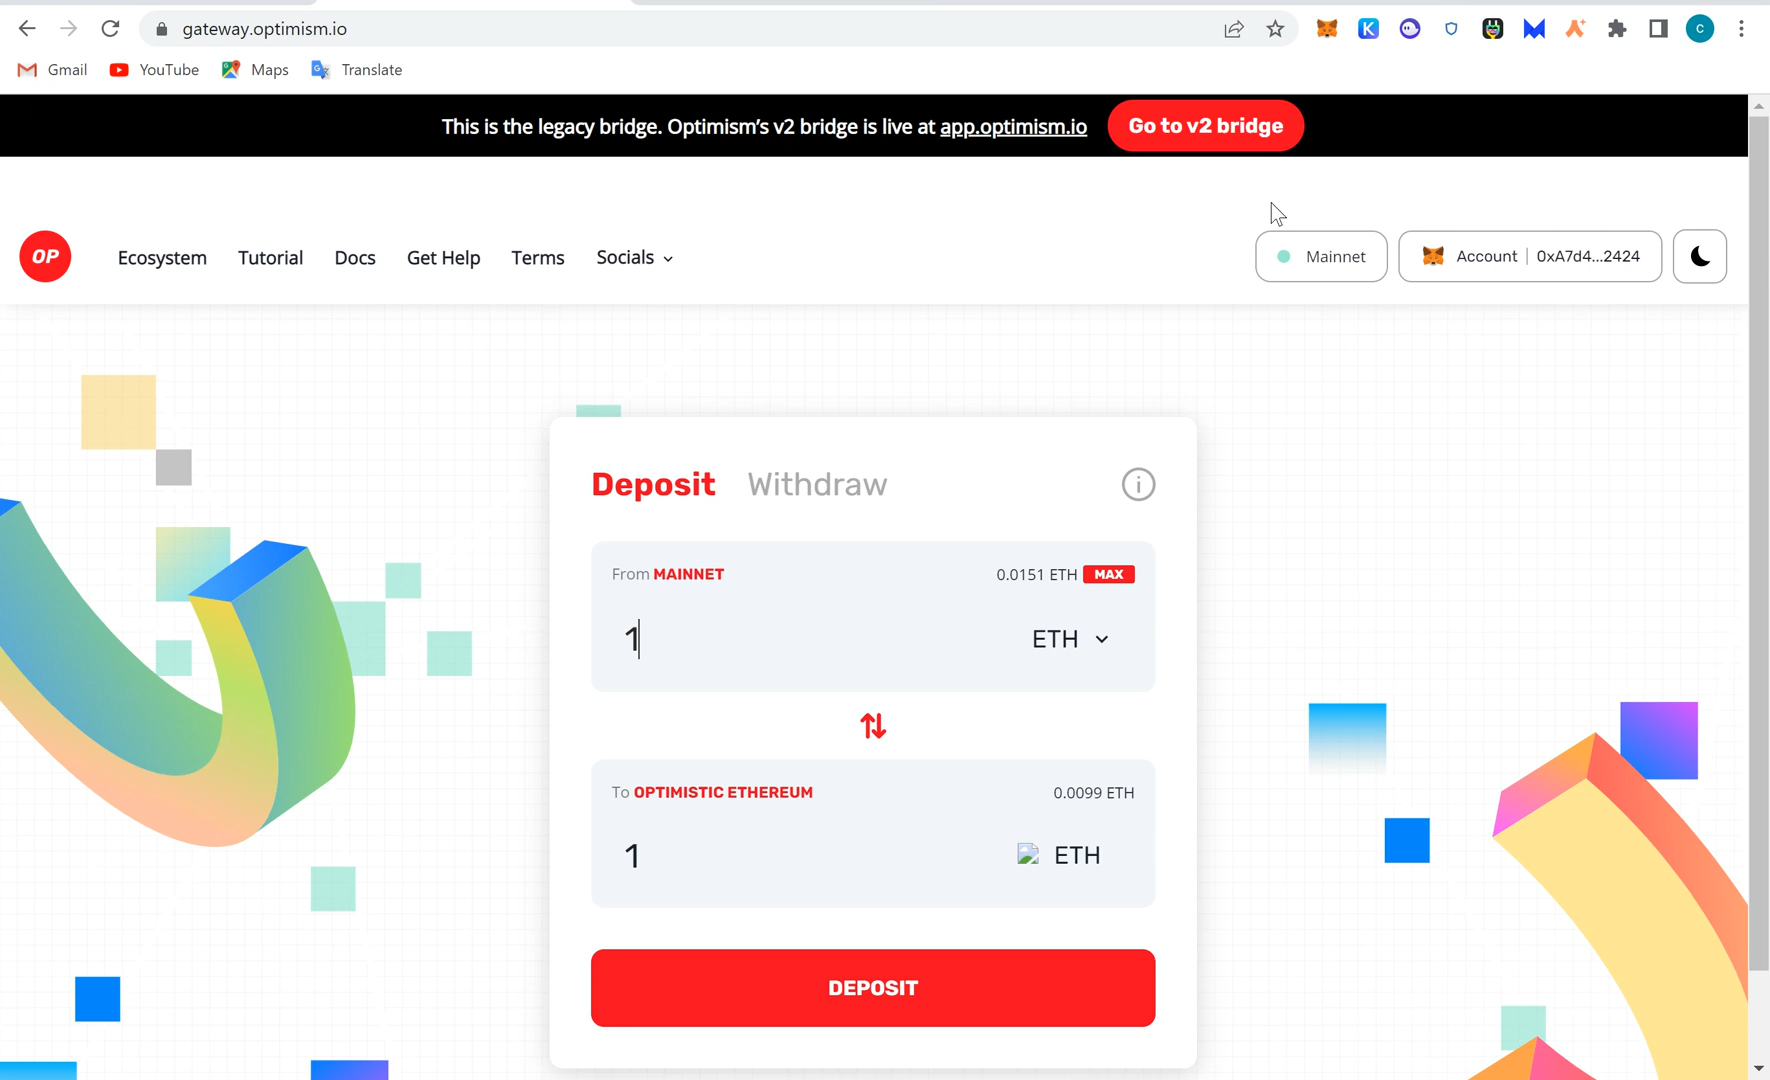 gateway.optimism.io
C
K
Gmail YouTube Maps Translate
This is the legacy bridge. Optimism’s v2 bridge is live at app.optimism.io Go to v2 bridge
OP Ecosystem Tutorial Docs Get Help Terms Socials Mainnet Account 0xA7d4...2424
Deposit Withdraw i
From MAINNET 0.0151 ETH MAX
1 ETH
To OPTIMISTIC ETHEREUM 0.0099 ETH
1 ETH
DEPOSIT